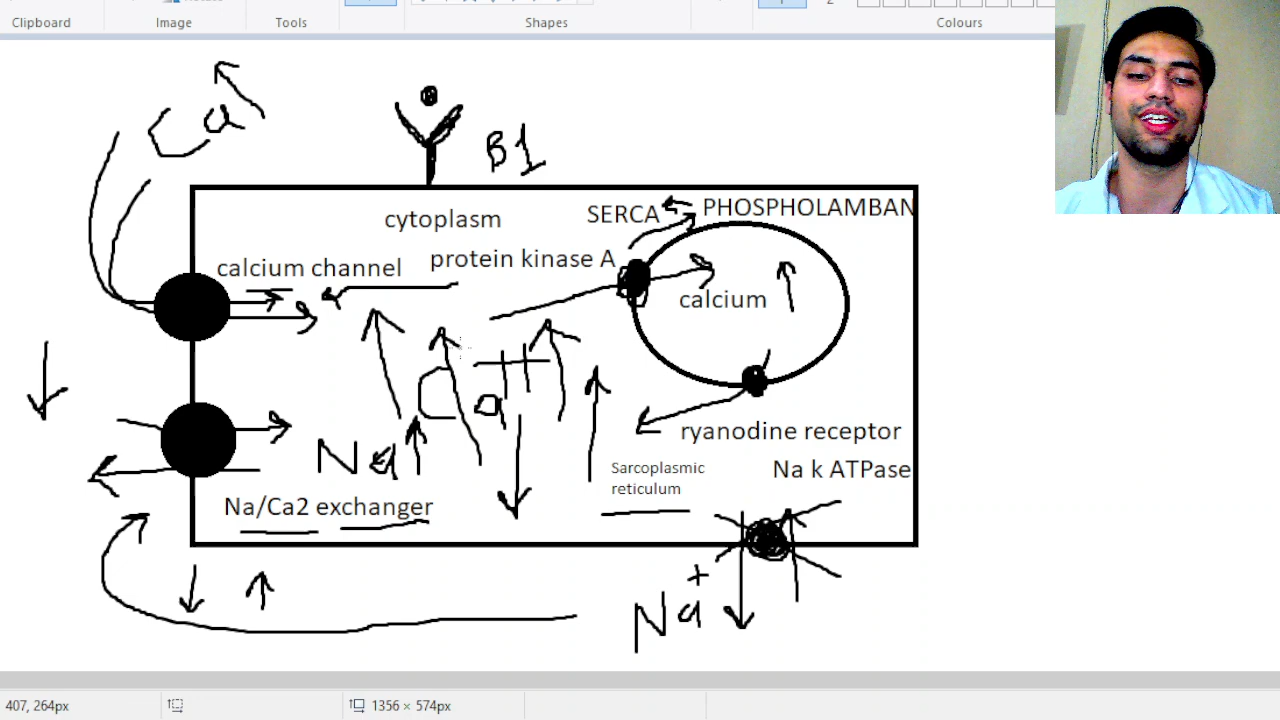 Clipboard
Image
Tools
Shapes
Colours
Ca
B1
cytoplasm
SERCA
PHOSPHOLAMBAN
calcium channel
protein kinase A
calcium
Ca++
Na
ryanodine receptor
Sarcoplasmic
reticulum
Na k ATPase
Na/Ca2 exchanger
Na+
407, 264px
1356 × 574px